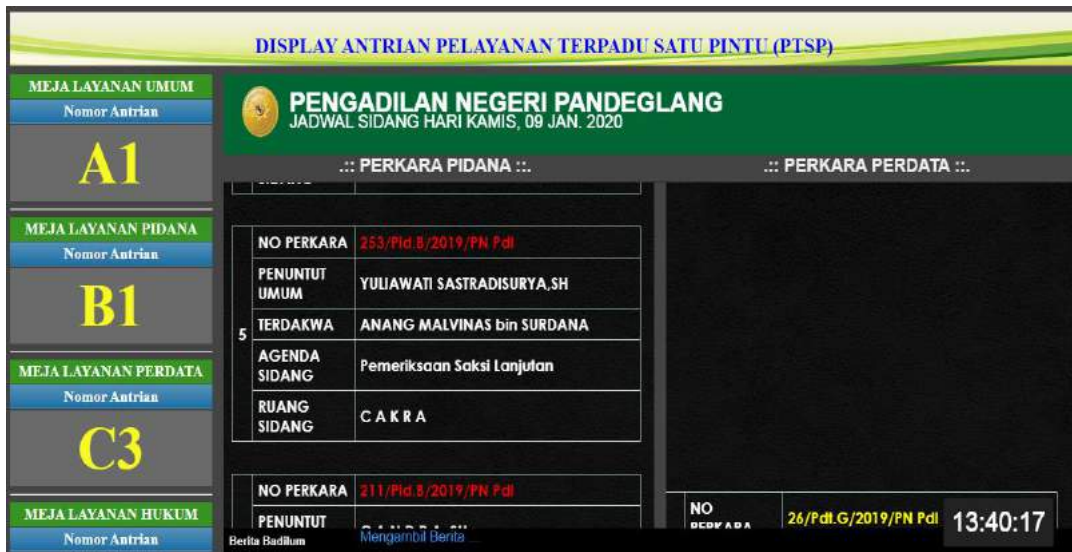 DISPLAY ANTRIAN PELAYANAN TERPADU SATU PINTU (PTSP)
MEJA LAYANAN UMUM
Nomor Antrian
A1
MEJA LAYANAN PIDANA
Nomor Antrian
B1
MEJA LAYANAN PERDATA
Nomor Antrian
C3
MEJA LAYANAN HUKUM
Nomor Antrian
PENGADILAN NEGERI PANDEGLANG
JADWAL SIDANG HARI KAMIS, 09 JAN. 2020
.:: PERKARA PIDANA ::.
5
NO PERKARA 253/Pid.B/2019/PN Pdl
PENUNTUT
UMUM
YULIAWATI SASTRADISURYA,SH
TERDAKWA ANANG MALVINAS bin SURDANA
AGENDA
SIDANG
Pemeriksaan Saksi Lanjutan
RUANG
SIDANG
C A K R A
NO PERKARA 211/Pid.B/2019/PN Pdl
PENUNTUT
.:: PERKARA PERDATA ::.
NO
PERKARA
26/Pdt.G/2019/PN Pdl
13:40:17
Berita Badilum
Mengambil Berita ...